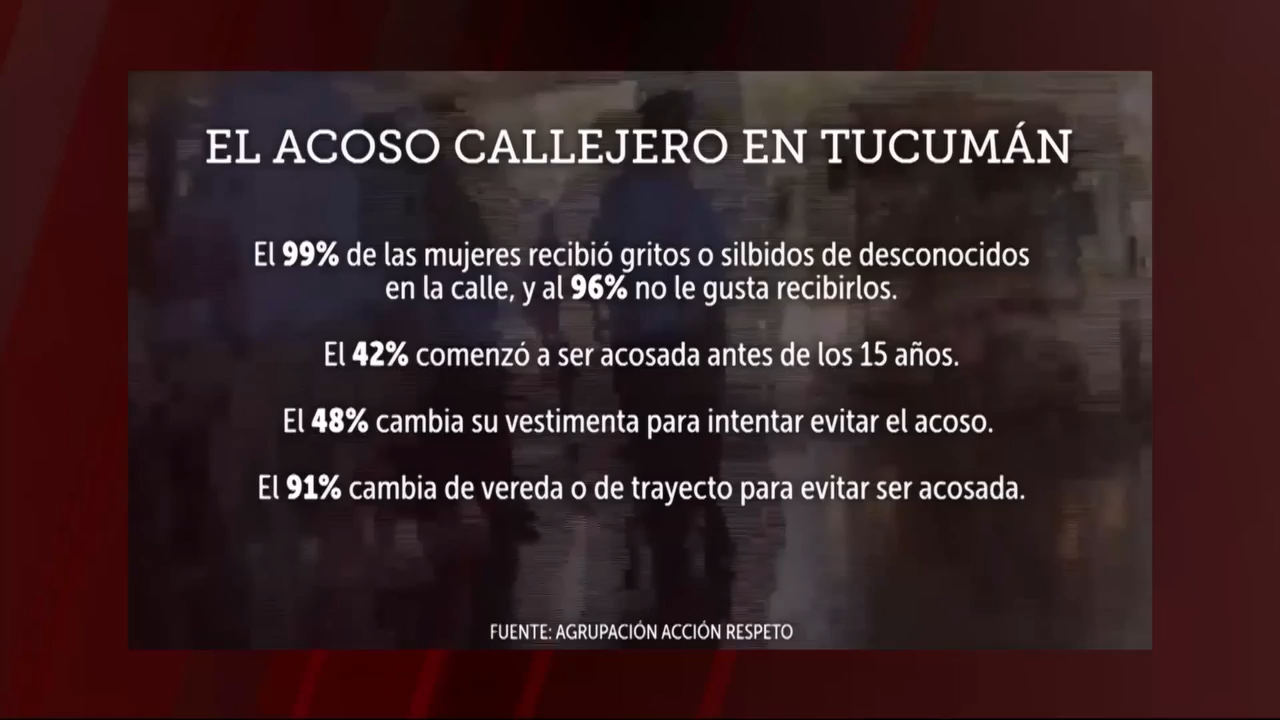 EL ACOSO CALLEJERO EN TUCUMÁN
El 99% de las mujeres recibió gritos o silbidos de desconocidos
en la calle, y al 96% no le gusta recibirlos.
El 42% comenzó a ser acosada antes de los 15 años.
El 48% cambia su vestimenta para intentar evitar el acoso.
El 91% cambia de vereda o de trayecto para evitar ser acosada.
FUENTE: AGRUPACIÓN ACCIÓN RESPETO